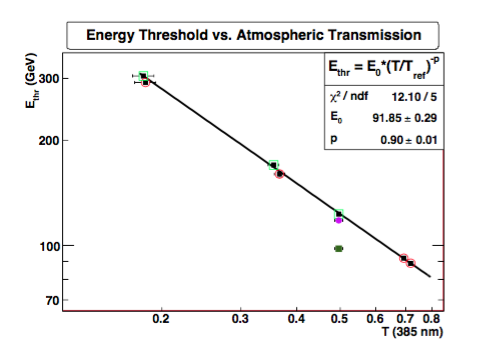 Energy Threshold vs. Atmospheric Transmission
E_thr (GeV)
E_thr = E_0*(T/T_ref)^-p
χ² / ndf 12.10 / 5
E_0 91.85 ± 0.29
p 0.90 ± 0.01
300
200
100
70
0.2 0.3 0.4 0.5 0.6 0.7 0.8
T (385 nm)